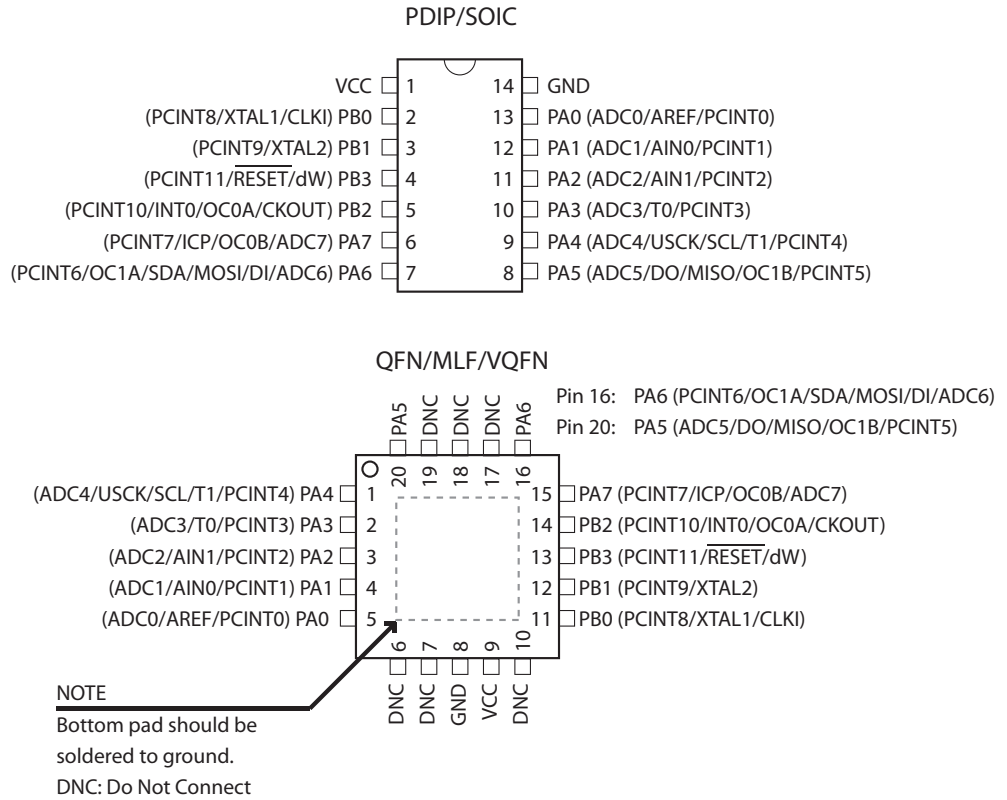 PDIP/SOIC
VCC 1 14 GND
(PCINT8/XTAL1/CLKI) PB0 2 13 PA0 (ADC0/AREF/PCINT0)
(PCINT9/XTAL2) PB1 3 12 PA1 (ADC1/AIN0/PCINT1)
(PCINT11/RESET/dW) PB3 4 11 PA2 (ADC2/AIN1/PCINT2)
(PCINT10/INT0/OC0A/CKOUT) PB2 5 10 PA3 (ADC3/T0/PCINT3)
(PCINT7/ICP/OC0B/ADC7) PA7 6 9 PA4 (ADC4/USCK/SCL/T1/PCINT4)
(PCINT6/OC1A/SDA/MOSI/DI/ADC6) PA6 7 8 PA5 (ADC5/DO/MISO/OC1B/PCINT5)
QFN/MLF/VQFN
Pin 16: PA6 (PCINT6/OC1A/SDA/MOSI/DI/ADC6)
Pin 20: PA5 (ADC5/DO/MISO/OC1B/PCINT5)
PA5 DNC DNC DNC PA6
20 19 18 17 16
(ADC4/USCK/SCL/T1/PCINT4) PA4 1 15 PA7 (PCINT7/ICP/OC0B/ADC7)
(ADC3/T0/PCINT3) PA3 2 14 PB2 (PCINT10/INT0/OC0A/CKOUT)
(ADC2/AIN1/PCINT2) PA2 3 13 PB3 (PCINT11/RESET/dW)
(ADC1/AIN0/PCINT1) PA1 4 12 PB1 (PCINT9/XTAL2)
(ADC0/AREF/PCINT0) PA0 5 11 PB0 (PCINT8/XTAL1/CLKI)
6 7 8 9 10
DNC DNC GND VCC DNC
NOTE
Bottom pad should be
soldered to ground.
DNC: Do Not Connect